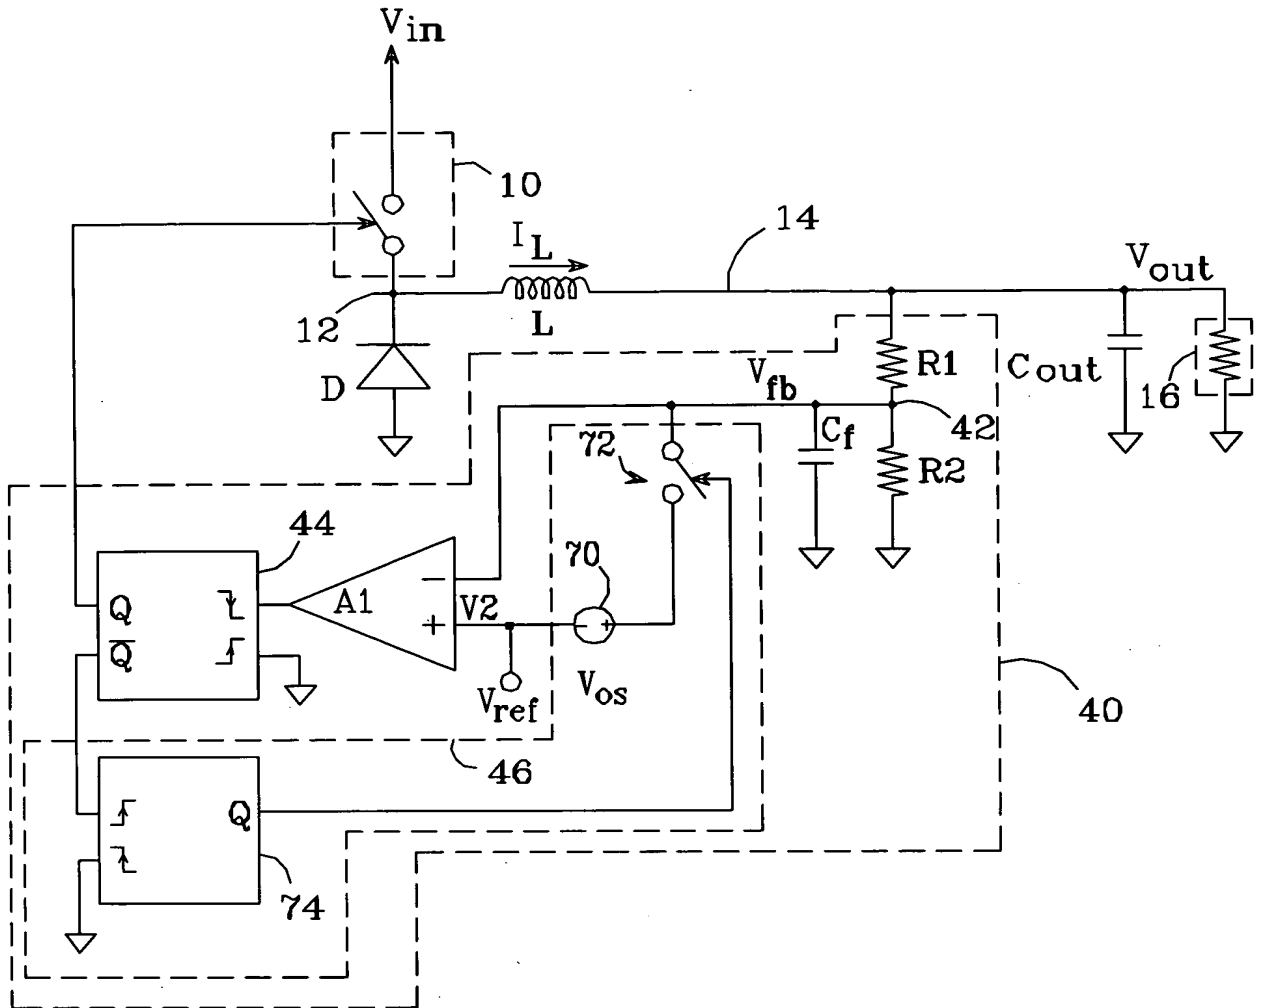 Vin
10
IL
14
Vout
12
L
R1
Cout
D
Vfb
16
42
Cf
72
R2
44
70
A1
−
Q
V2
+
Q̅
Vref
Vos
− +
40
46
Q
74